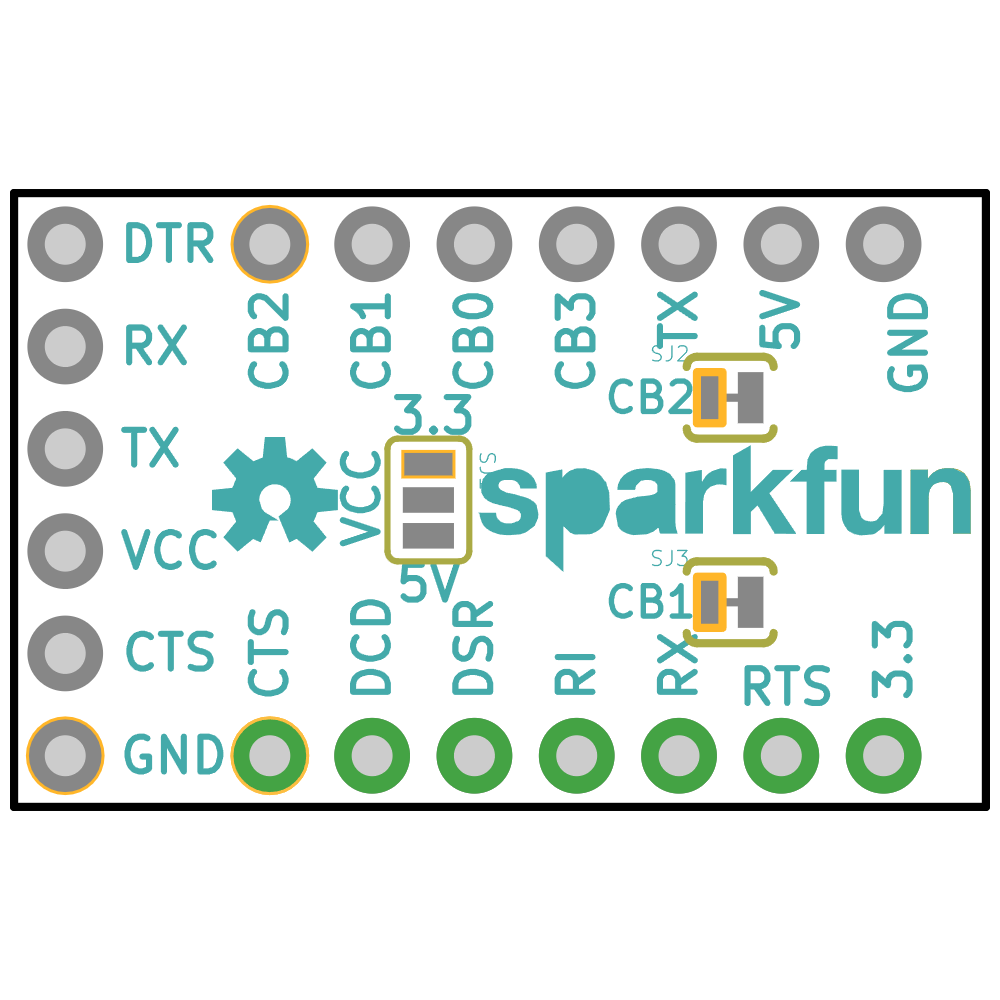 DTR
CB2
CB1
CB0
CB3
TX
5V
GND
RX
SJ2
CB2
3.3
TX
VCC
sparkfun
VCC
5V
SJ3
CB1
CTS
CTS
DCD
DSR
RI
RX
RTS
3.3
GND